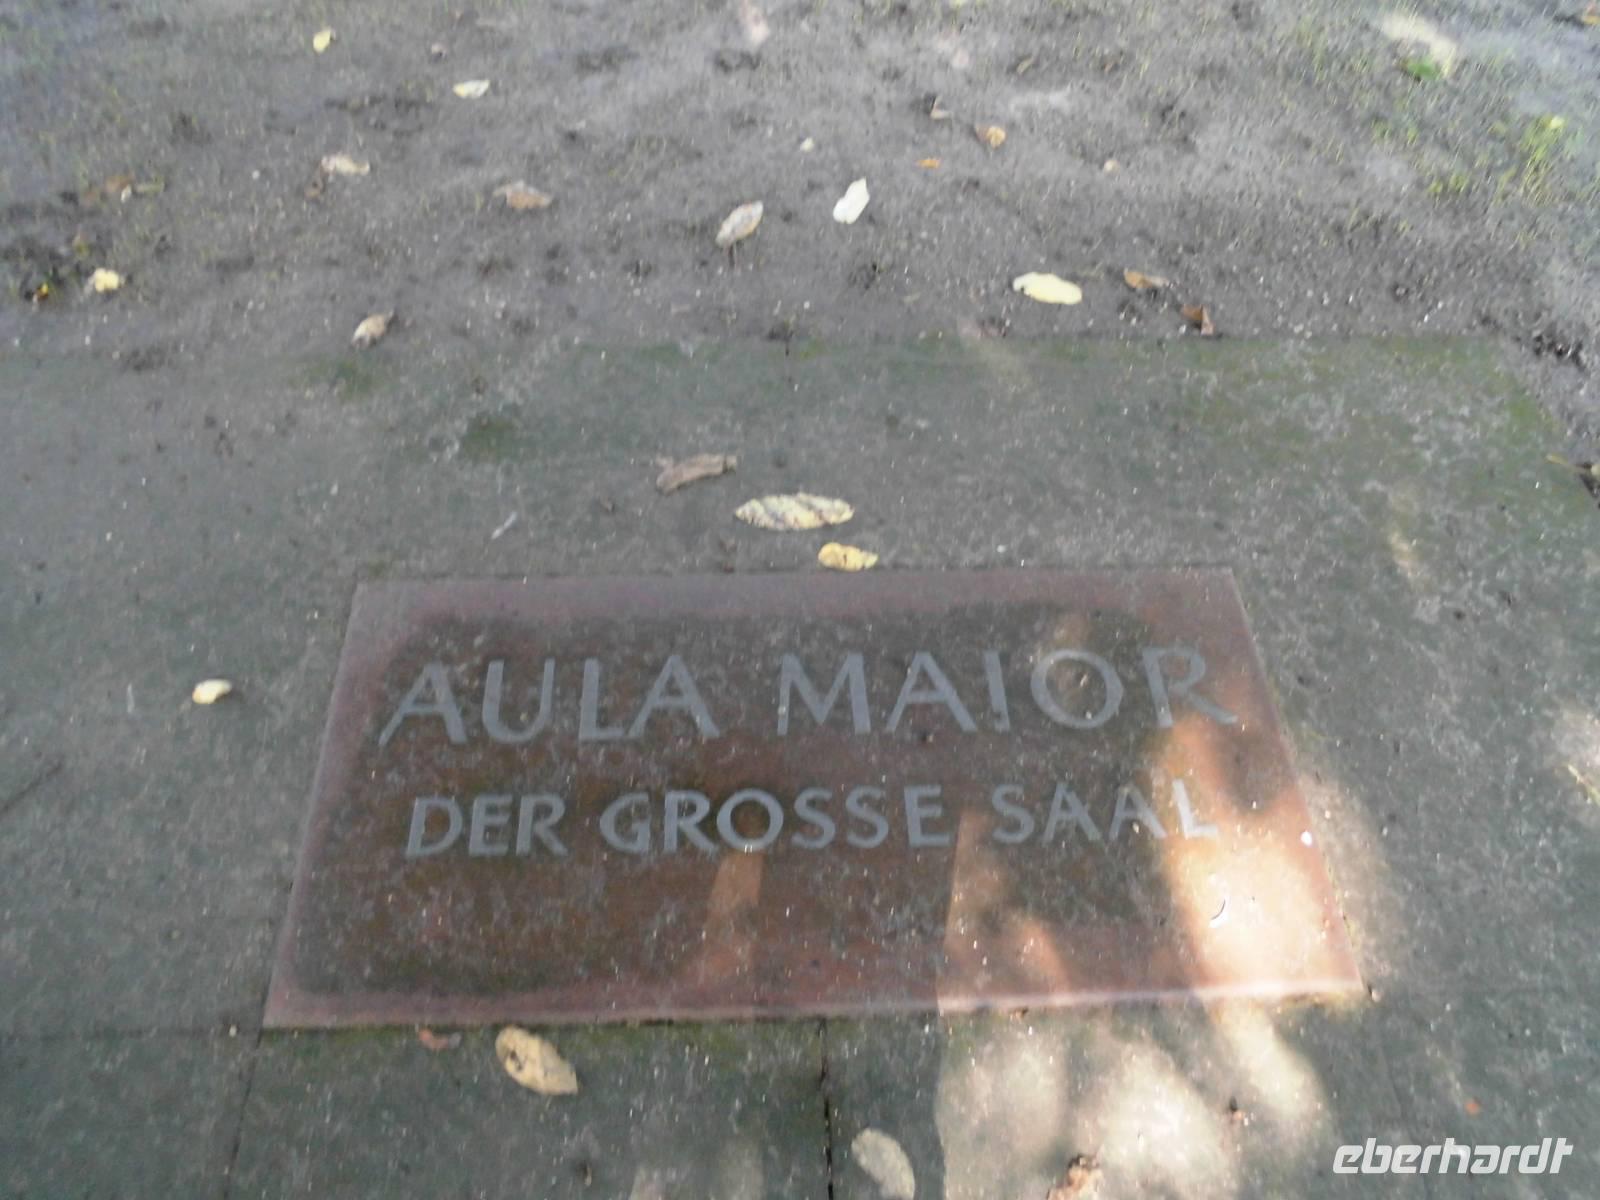 AULA MAIOR
DER GROSSE SAAL
eberhardt